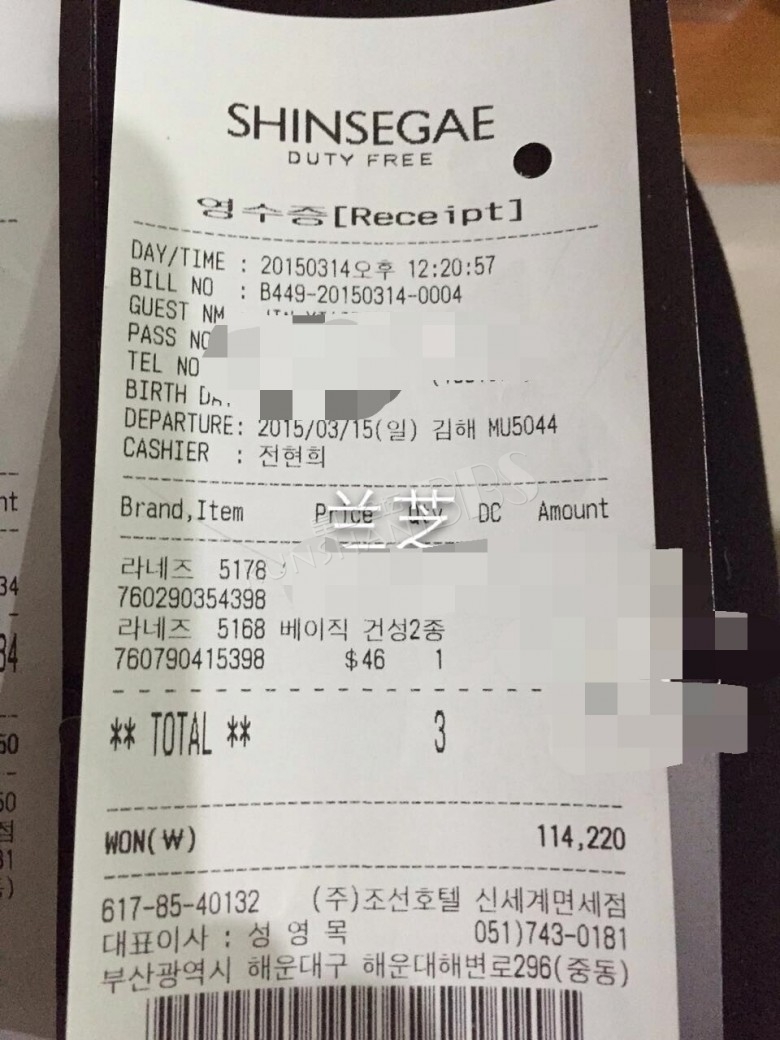 SHINSEGAE
DUTY FREE
영수증[Receipt]
DAY/TIME : 20150314오후 12:20:57
BILL NO : B449-20150314-0004
GUEST NM
PASS NO
TEL NO
BIRTH
DEPARTURE: 2015/03/15(일) 김해 MU5044
CASHIER : 전현희
Brand,Item Price Qty DC Amount
兰芝
라네즈 5178
760290354398
라네즈 5168 베이직 건성2종
760790415398 $46 1
** TOTAL ** 3
WON(₩) 114,220
617-85-40132 (주)조선호텔 신세계면세점
대표이사 : 성 영 목 051)743-0181
부산광역시 해운대구 해운대해변로296(중동)